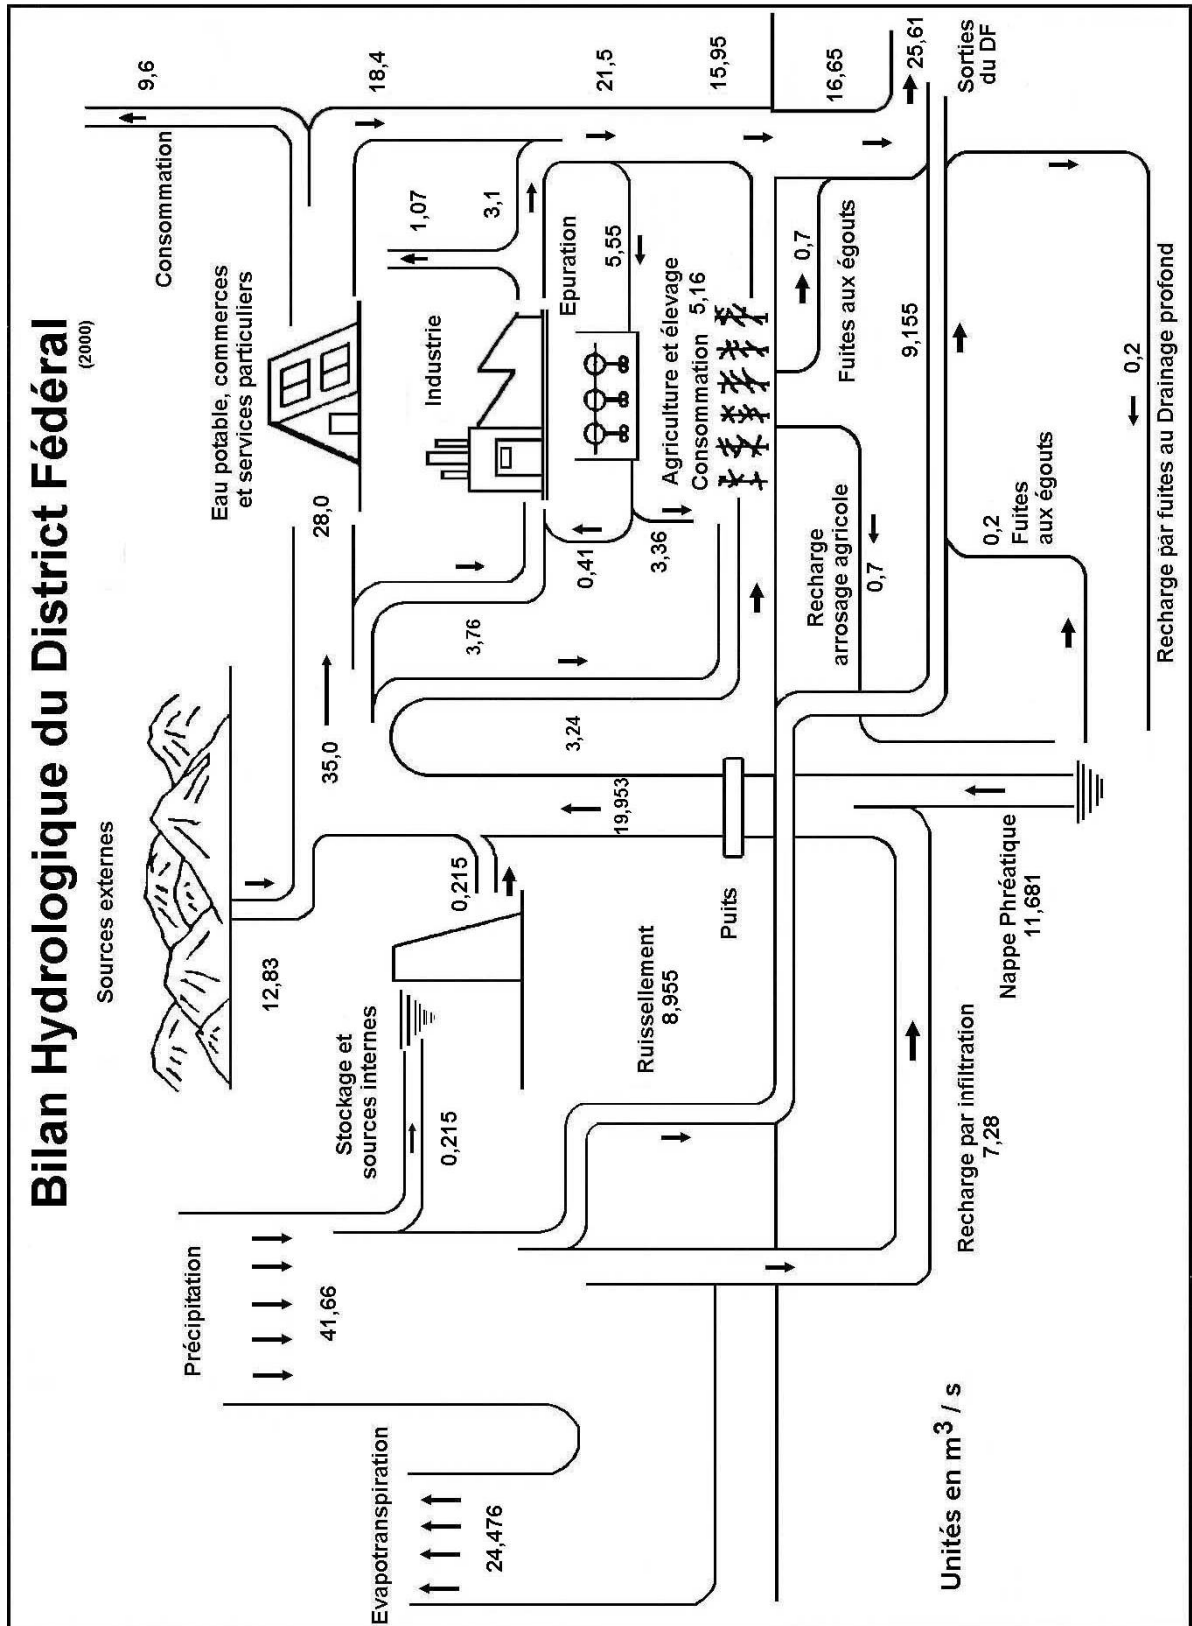 Bilan Hydrologique du District Fédéral
(2000)
Sources externes
12,83
Précipitation
41,66
Evapotranspiration
24,476
Stockage et
sources internes
0,215
0,215
35,0
28,0
Eau potable, commerces
et services particuliers
Consommation
9,6
18,4
Industrie
3,76
1,07
3,1
21,5
Epuration
5,55
0,41
3,36
Agriculture et élevage
Consommation 5,16
15,95
3,24
19,953
Puits
Ruissellement
8,955
16,65
0,7
Fuites aux égouts
Recharge
arrosage agricole
0,7
9,155
25,61
Sorties
du DF
0,2
Fuites
aux égouts
0,2
Recharge par fuites au Drainage profond
Nappe Phréatique
11,681
Recharge par infiltration
7,28
Unités en m³ / s